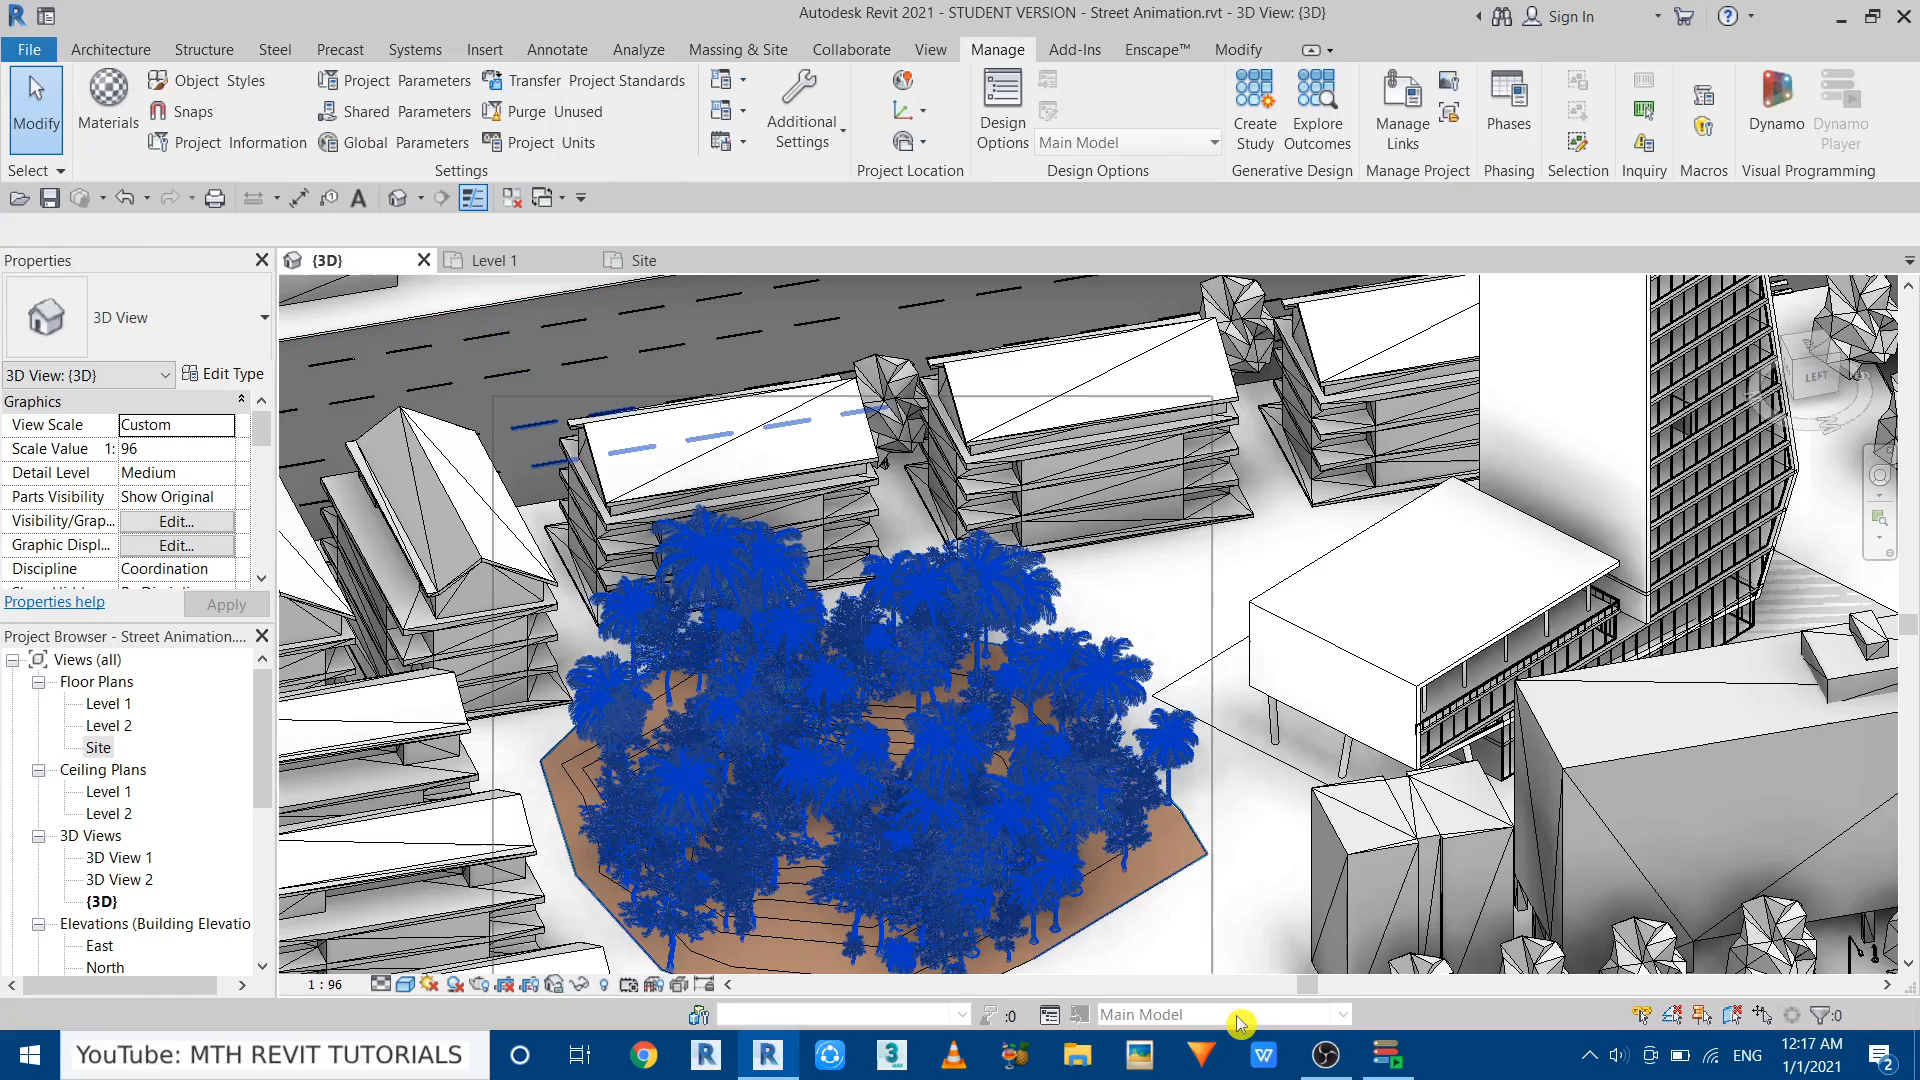 Autodesk Revit 2021 - STUDENT VERSION - Street Animation.rvt - 3D View: {3D}
Sign In
File Architecture Structure Steel Precast Systems Insert Annotate Analyze Massing & Site Collaborate View Manage Add-Ins Enscape™ Modify
Modify
Materials
Object Styles
Snaps
Project Information
Project Parameters
Shared Parameters
Global Parameters
Transfer Project Standards
Purge Unused
Project Units
Additional
Settings
Design
Options
Main Model
Create
Study
Explore
Outcomes
Manage
Links
Phases
Dynamo
Dynamo
Player
Select
Settings
Project Location
Design Options
Generative Design
Manage Project
Phasing
Selection
Inquiry
Macros
Visual Programming
Properties
{3D}
Level 1
Site
3D View
3D View: {3D}
Edit Type
Graphics
View Scale Custom
Scale Value 1: 96
Detail Level Medium
Parts Visibility Show Original
Visibility/Grap... Edit...
Graphic Displ... Edit...
Discipline Coordination
Properties help
Apply
Project Browser - Street Animation....
Views (all)
Floor Plans
Level 1
Level 2
Site
Ceiling Plans
Level 1
Level 2
3D Views
3D View 1
3D View 2
{3D}
Elevations (Building Elevatio
East
North
LEFT
1 : 96
:0
Main Model
:0
YouTube: MTH REVIT TUTORIALS
ENG
12:17 AM
1/1/2021
2